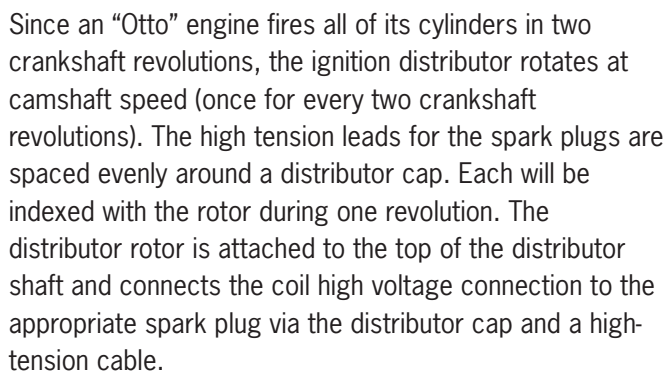 Since an “Otto” engine fires all of its cylinders in two
crankshaft revolutions, the ignition distributor rotates at
camshaft speed (once for every two crankshaft
revolutions). The high tension leads for the spark plugs are
spaced evenly around a distributor cap. Each will be
indexed with the rotor during one revolution. The
distributor rotor is attached to the top of the distributor
shaft and connects the coil high voltage connection to the
appropriate spark plug via the distributor cap and a high-
tension cable.